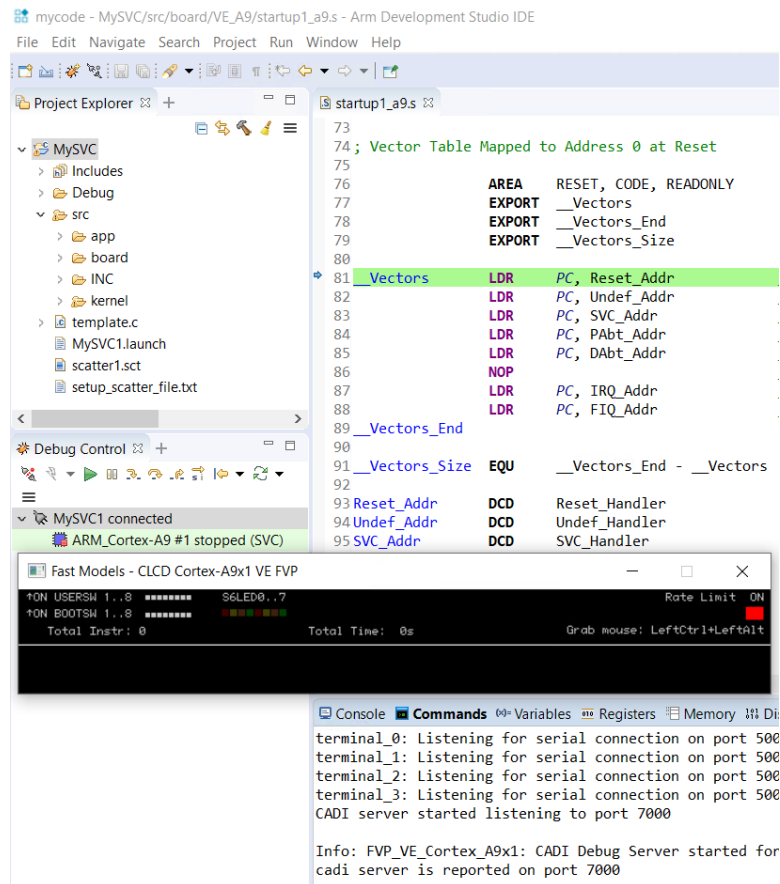 mycode - MySVC/src/board/VE_A9/startup1_a9.s - Arm Development Studio IDE
File Edit Navigate Search Project Run Window Help
Project Explorer
MySVC
Includes
Debug
src
app
board
INC
kernel
template.c
MySVC1.launch
scatter1.sct
setup_scatter_file.txt
Debug Control
MySVC1 connected
ARM_Cortex-A9 #1 stopped (SVC)
startup1_a9.s
73
74 ; Vector Table Mapped to Address 0 at Reset
75
76 AREA RESET, CODE, READONLY
77 EXPORT __Vectors
78 EXPORT __Vectors_End
79 EXPORT __Vectors_Size
80
81 __Vectors LDR PC, Reset_Addr
82 LDR PC, Undef_Addr
83 LDR PC, SVC_Addr
84 LDR PC, PAbt_Addr
85 LDR PC, DAbt_Addr
86 NOP
87 LDR PC, IRQ_Addr
88 LDR PC, FIQ_Addr
89 __Vectors_End
90
91 __Vectors_Size EQU __Vectors_End - __Vectors
92
93 Reset_Addr DCD Reset_Handler
94 Undef_Addr DCD Undef_Handler
95 SVC_Addr DCD SVC_Handler
Fast Models - CLCD Cortex-A9x1 VE FVP
↑ON USERSW 1..8 S6LED0..7 Rate Limit ON
↑ON BOOTSW 1..8
Total Instr: 0 Total Time: 0s Grab mouse: LeftCtrl+LeftAlt
Console Commands Variables Registers Memory Di
terminal_0: Listening for serial connection on port 500
terminal_1: Listening for serial connection on port 500
terminal_2: Listening for serial connection on port 500
terminal_3: Listening for serial connection on port 500
CADI server started listening to port 7000
Info: FVP_VE_Cortex_A9x1: CADI Debug Server started for
cadi server is reported on port 7000